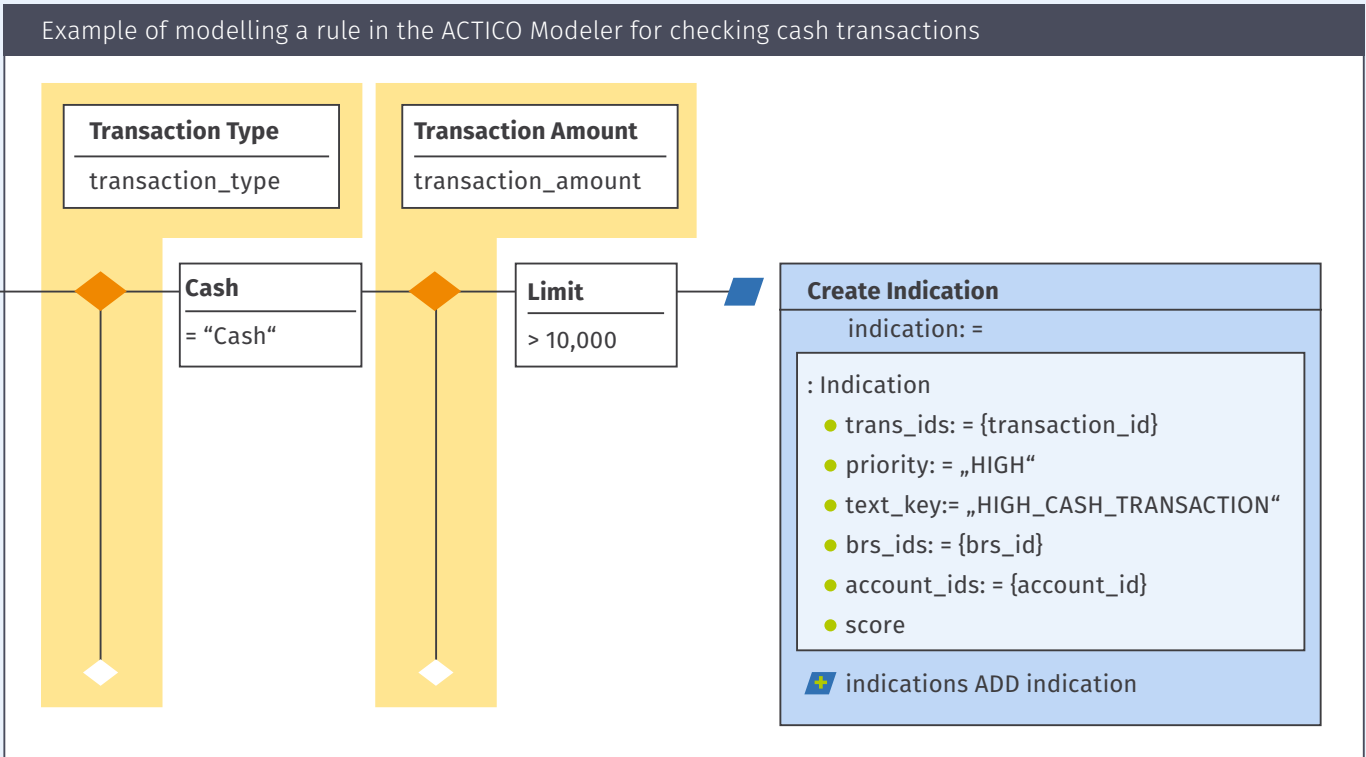 Example of modelling a rule in the ACTICO Modeler for checking cash transactions
Transaction Type
transaction_type
Transaction Amount
transaction_amount
Cash
= “Cash“
Limit
> 10,000
Create Indication
indication: =
: Indication
trans_ids: = {transaction_id}
priority: = „HIGH“
text_key:= „HIGH_CASH_TRANSACTION“
brs_ids: = {brs_id}
account_ids: = {account_id}
score
indications ADD indication